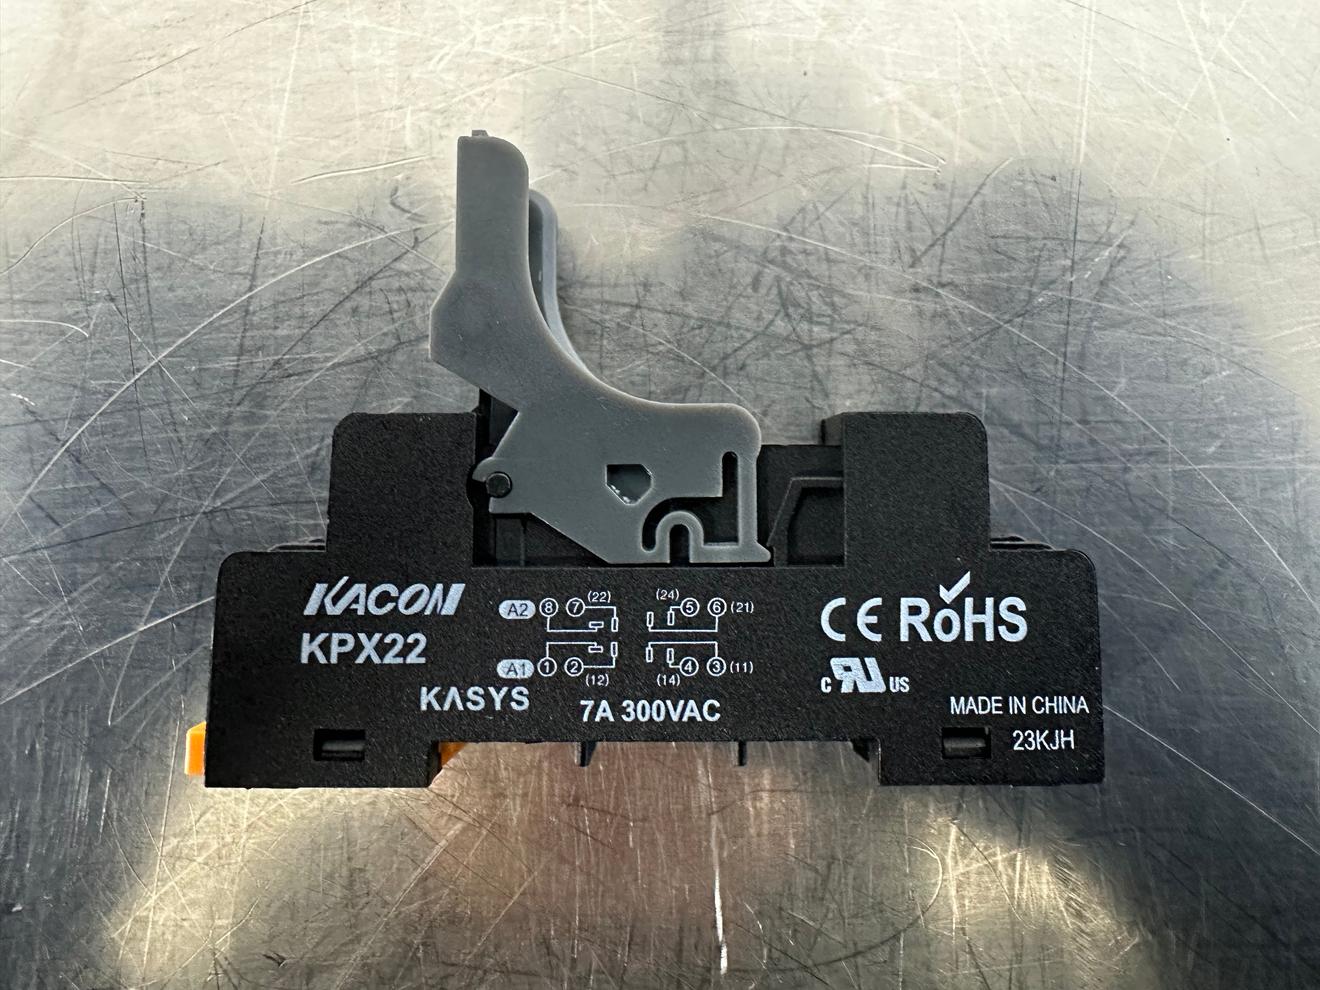 KACON
KPX22
KASYS
A2 8 7 (22) (24) 5 6 (21)
A1 1 2 (12) (14) 4 3 (11)
7A 300VAC
CE RoHS
c RU US
MADE IN CHINA
23KJH